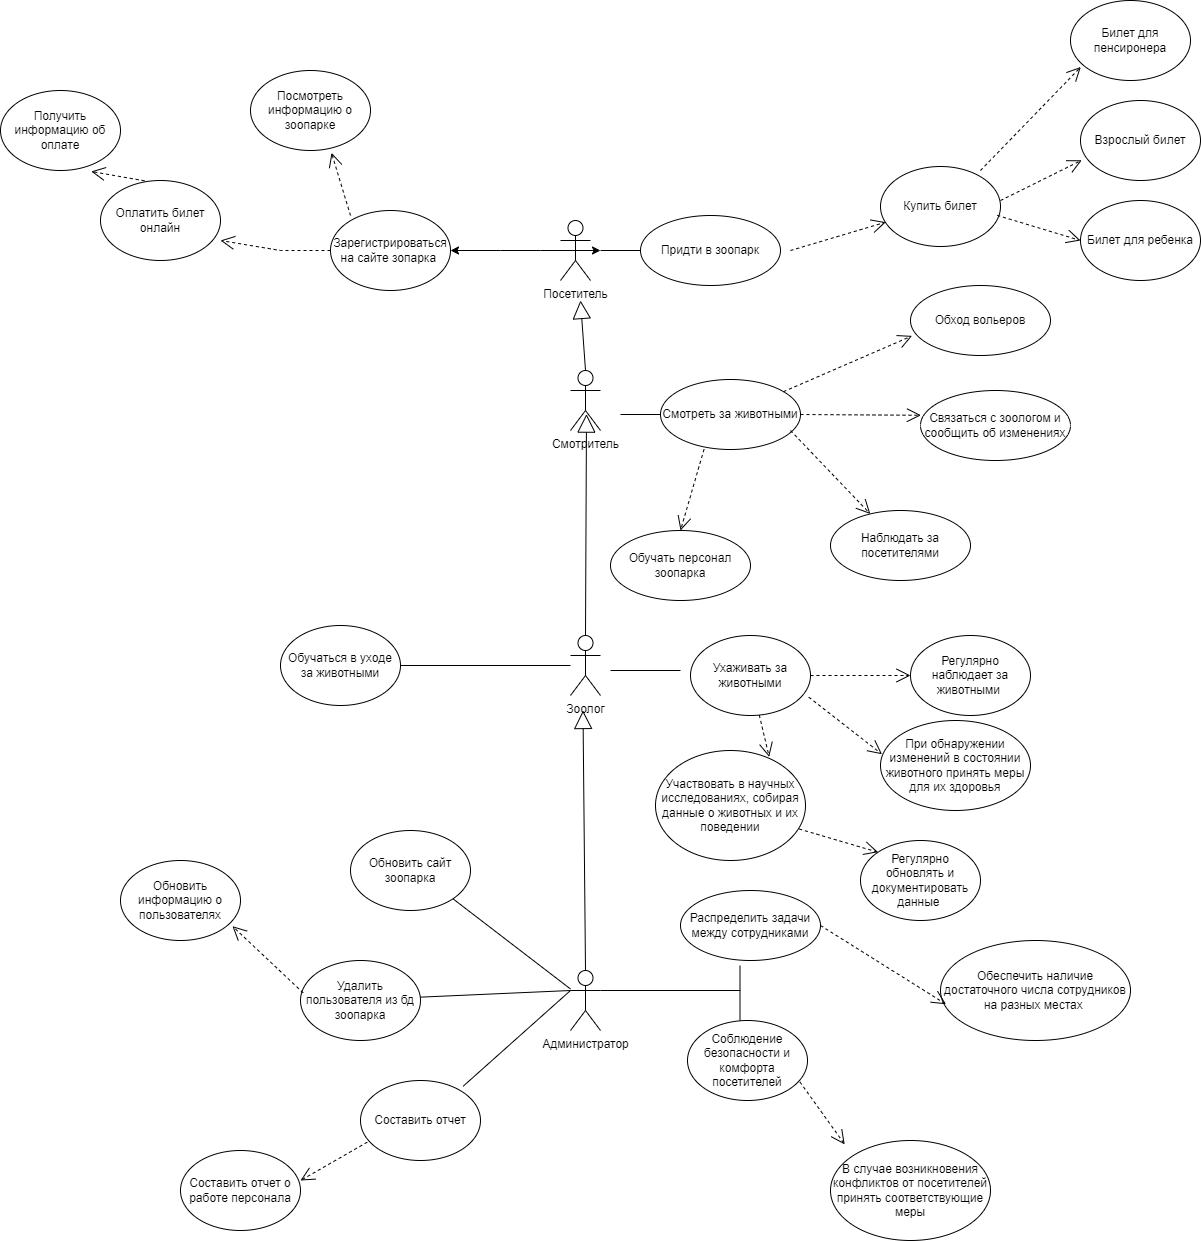 Билет для
пенсиронера
Посмотреть
информацию о
зоопарке
Получить
информацию об
оплате
Взрослый билет
Оплатить билет
онлайн
Купить билет
Зарегистрироваться
на сайте зопарка
Придти в зоопарк
Билет для ребенка
Посетитель
Обход вольеров
Смотритель
Смотреть за животными
Связаться с зоологом и
сообщить об изменениях
Обучать персонал
зоопарка
Наблюдать за
посетителями
Обучаться в уходе
за животными
Зоолог
Ухаживать за
животными
Регулярно
наблюдает за
животными
При обнаружении
изменений в состоянии
животного принять меры
для их здоровья
Участвовать в научных
исследованиях, собирая
данные о животных и их
поведении
Регулярно
обновлять и
документировать
данные
Обновить сайт
зоопарка
Обновить
информацию о
пользователях
Распределить задачи
между сотрудниками
Удалить
пользователя из бд
зоопарка
Обеспечить наличие
достаточного числа сотрудников
на разных местах
Администратор
Соблюдение
безопасности и
комфорта
посетителей
Составить отчет
Составить отчет о
работе персонала
В случае возникновения
конфликтов от посетителей
принять соответствующие
меры